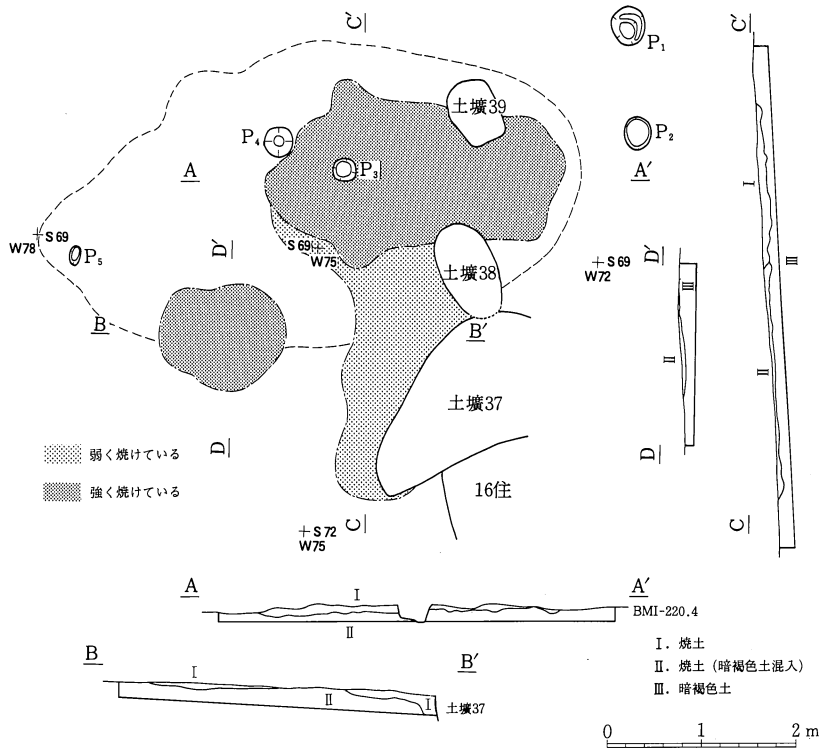 C′
C′
P₁
土壙39
P₄
P₂
P₃
A
A′
S69
W78
P₅
D′
S69
W75
土壙38
S69
W72
D′
Ⅰ
Ⅲ
Ⅲ
B
B′
Ⅱ
Ⅱ
土壙37
D
D
弱く焼けている
強く焼けている
16住
C
C
S72
W75
A
A′
Ⅰ
BM1-220.4
Ⅱ
B
B′
Ⅰ
Ⅱ
Ⅰ
土壙37
Ⅰ. 焼土
Ⅱ. 焼土 (暗褐色土混入)
Ⅲ. 暗褐色土
0 1 2 m